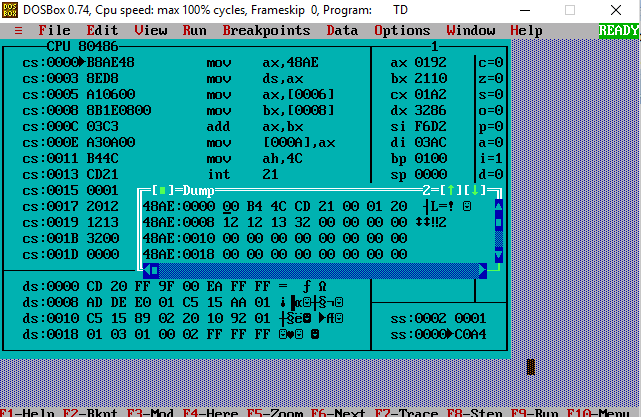 DOSBox 0.74, Cpu speed: max 100% cycles, Frameskip 0, Program: TD
File Edit View Run Breakpoints Data Options Window Help READY
CPU 80486 1
cs:0000►B8AE48 mov ax,48AE ax 0192 c=0
cs:0003 8ED8 mov ds,ax bx 2110 z=0
cs:0005 A10600 mov ax,[0006] cx 01A2 s=0
cs:0008 8B1E0800 mov bx,[0008] dx 3286 o=0
cs:000C 03C3 add ax,bx si F6D2 p=0
cs:000E A30A00 mov [000A],ax di 03AC a=0
cs:0011 B44C mov ah,4C bp 0100 i=1
cs:0013 CD21 int 21 sp 0000 d=0
cs:0015 0001
[■]=Dump 2=[↑][↓]
cs:0017 2012
48AE:0000 00 B4 4C CD 21 00 01 20 ┤L=!
cs:0019 1213
48AE:0008 12 12 13 32 00 00 00 00 ↕↕‼2
cs:001B 3200
48AE:0010 00 00 00 00 00 00 00 00
cs:001D 0000
48AE:0018 00 00 00 00 00 00 00 00
ds:0000 CD 20 FF 9F 00 EA FF FF = ƒ Ω
ds:0008 AD DE E0 01 C5 15 AA 01 ss:0002 0001
ds:0010 C5 15 89 02 20 10 92 01
ds:0018 01 03 01 00 02 FF FF FF ss:0000►C0A4
F1-Help F2-Bkpt F3-Mod F4-Here F5-Zoom F6-Next F7-Trace F8-Step F9-Run F10-Menu